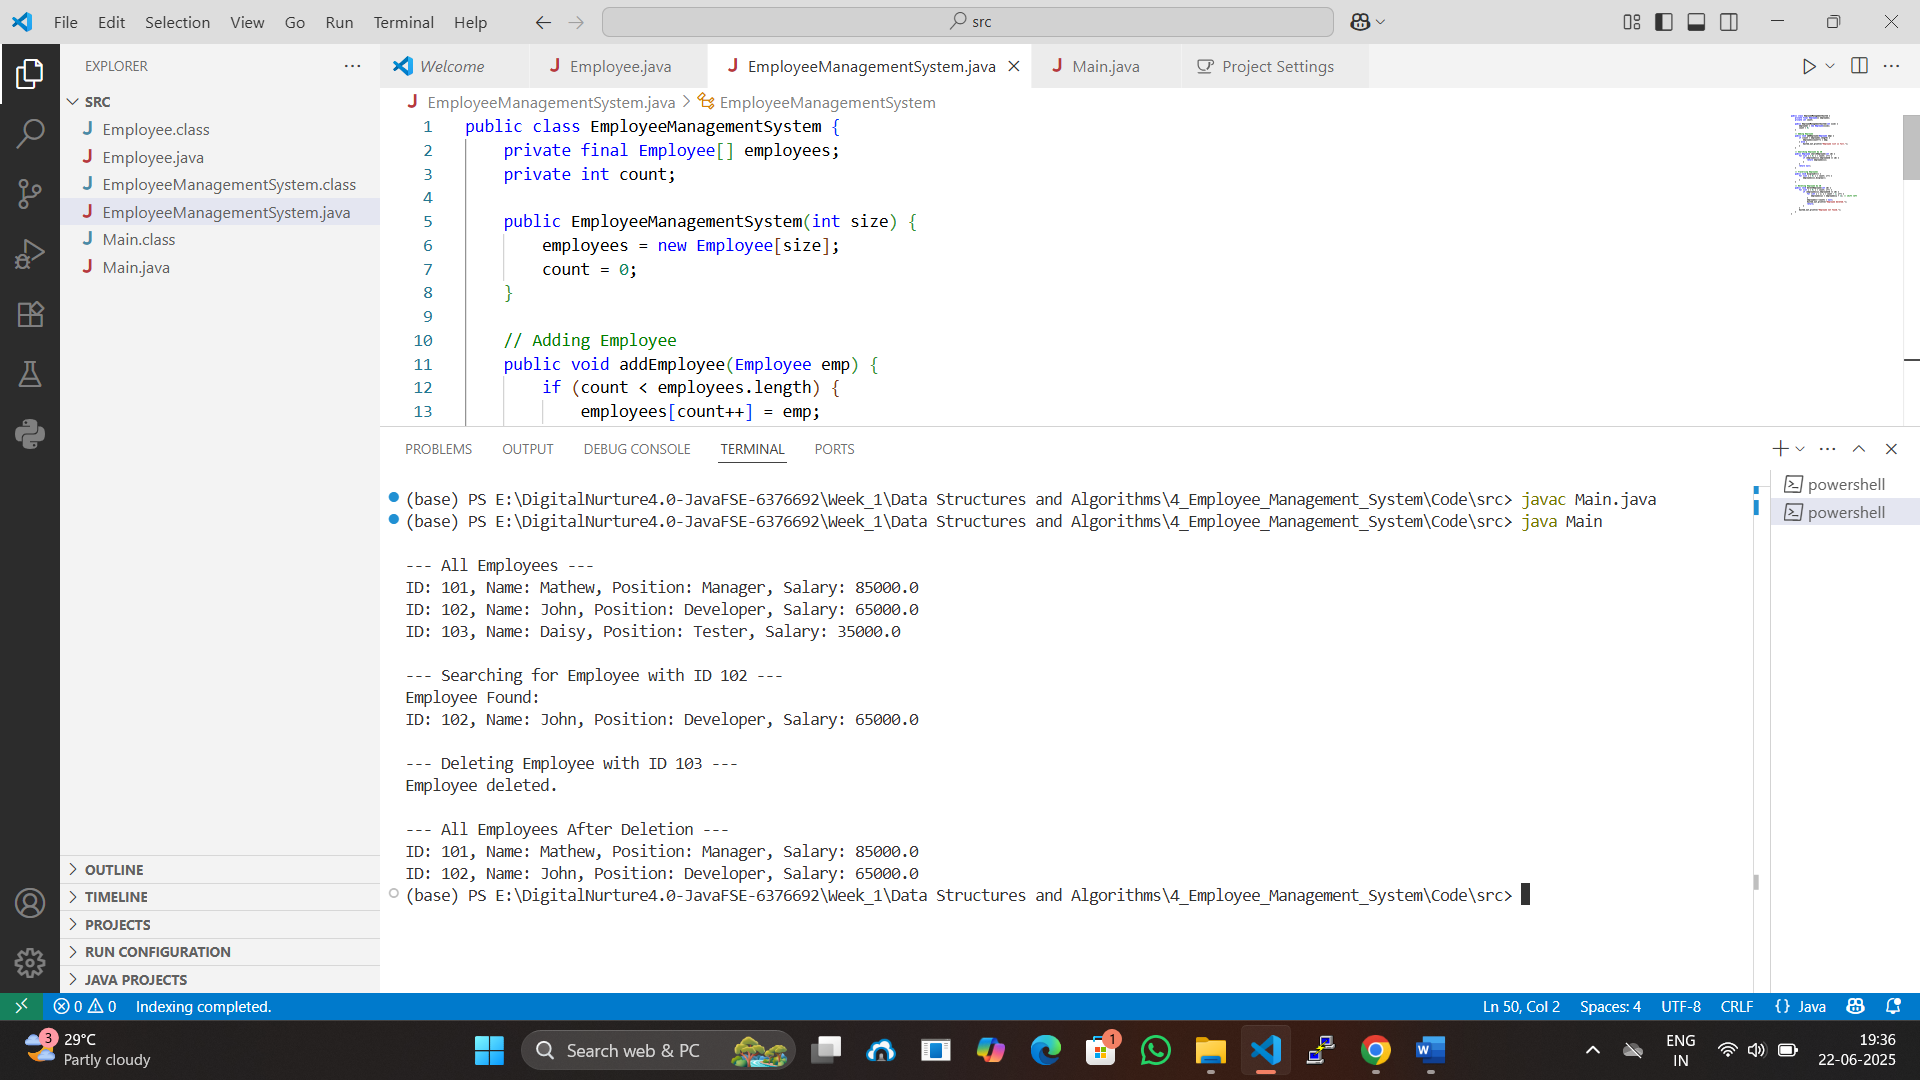 File Edit Selection View Go Run Terminal Help
src
EXPLORER
SRC
Employee.class
Employee.java
EmployeeManagementSystem.class
EmployeeManagementSystem.java
Main.class
Main.java
OUTLINE
TIMELINE
PROJECTS
RUN CONFIGURATION
JAVA PROJECTS
Welcome Employee.java EmployeeManagementSystem.java Main.java Project Settings
EmployeeManagementSystem.java > EmployeeManagementSystem
1 public class EmployeeManagementSystem {
2 private final Employee[] employees;
3 private int count;
4
5 public EmployeeManagementSystem(int size) {
6 employees = new Employee[size];
7 count = 0;
8 }
9
10 // Adding Employee
11 public void addEmployee(Employee emp) {
12 if (count < employees.length) {
13 employees[count++] = emp;
PROBLEMS OUTPUT DEBUG CONSOLE TERMINAL PORTS
(base) PS E:\DigitalNurture4.0-JavaFSE-6376692\Week_1\Data Structures and Algorithms\4_Employee_Management_System\Code\src> javac Main.java
(base) PS E:\DigitalNurture4.0-JavaFSE-6376692\Week_1\Data Structures and Algorithms\4_Employee_Management_System\Code\src> java Main
--- All Employees ---
ID: 101, Name: Mathew, Position: Manager, Salary: 85000.0
ID: 102, Name: John, Position: Developer, Salary: 65000.0
ID: 103, Name: Daisy, Position: Tester, Salary: 35000.0
--- Searching for Employee with ID 102 ---
Employee Found:
ID: 102, Name: John, Position: Developer, Salary: 65000.0
--- Deleting Employee with ID 103 ---
Employee deleted.
--- All Employees After Deletion ---
ID: 101, Name: Mathew, Position: Manager, Salary: 85000.0
ID: 102, Name: John, Position: Developer, Salary: 65000.0
(base) PS E:\DigitalNurture4.0-JavaFSE-6376692\Week_1\Data Structures and Algorithms\4_Employee_Management_System\Code\src>
powershell
powershell
0 0 Indexing completed.
Ln 50, Col 2 Spaces: 4 UTF-8 CRLF {} Java
3
29°C
Partly cloudy
Search web & PC
1
ENG
IN
19:36
22-06-2025